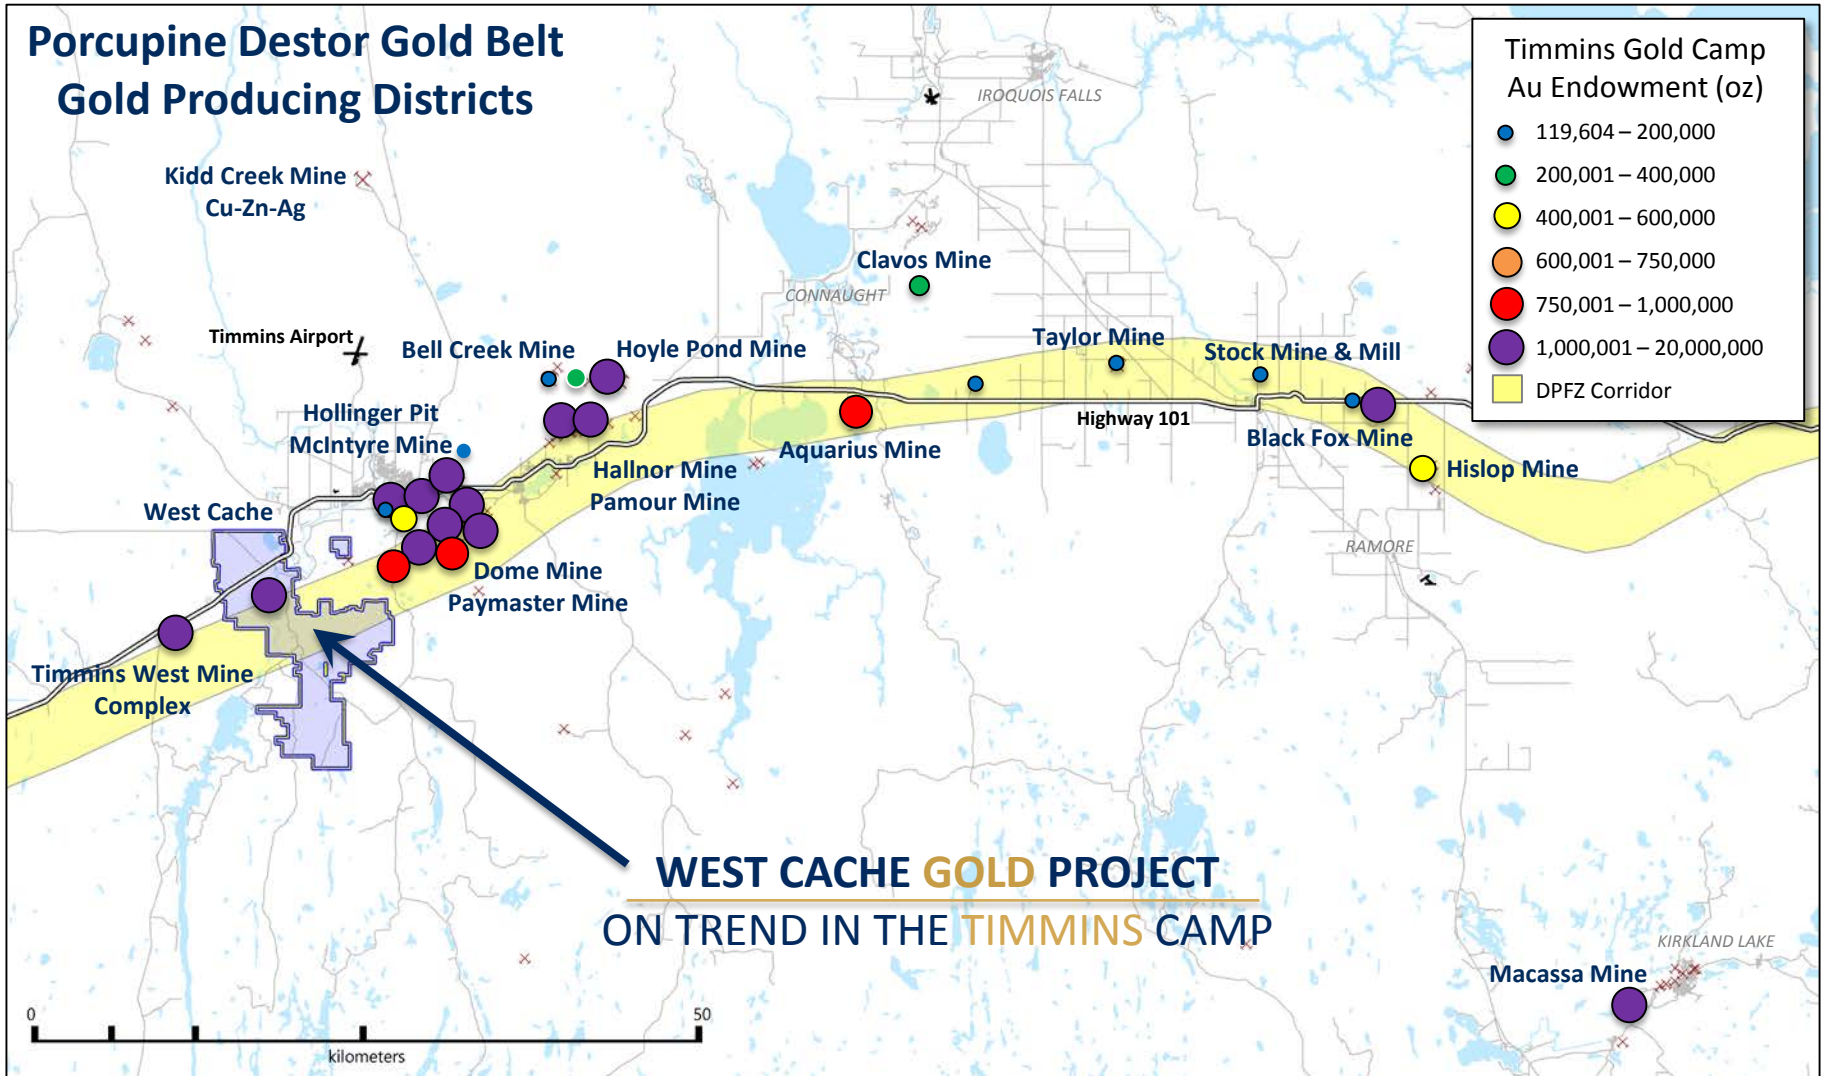 Porcupine Destor Gold Belt
Gold Producing Districts
Timmins Gold Camp
Au Endowment (oz)
119,604 – 200,000
200,001 – 400,000
400,001 – 600,000
600,001 – 750,000
750,001 – 1,000,000
1,000,001 – 20,000,000
DPFZ Corridor
IROQUOIS FALLS
Kidd Creek Mine
Cu-Zn-Ag
Clavos Mine
CONNAUGHT
Timmins Airport
Bell Creek Mine
Hoyle Pond Mine
Taylor Mine
Stock Mine & Mill
Hollinger Pit
McIntyre Mine
Highway 101
Aquarius Mine
Black Fox Mine
Hallnor Mine
Pamour Mine
Hislop Mine
West Cache
RAMORE
Dome Mine
Paymaster Mine
Timmins West Mine
Complex
WEST CACHE GOLD PROJECT
ON TREND IN THE TIMMINS CAMP
KIRKLAND LAKE
Macassa Mine
0
50
kilometers